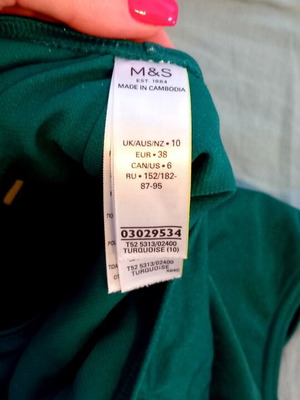 M&S
EST. 1884
MADE IN CAMBODIA
UK/AUS/NZ • 10
EUR • 38
CAN/US • 6
RU • 152/182-
87-95
03029534
T52 5313/02400
TURQUOISE (10)
T52 5313/02400
TURQUOISE